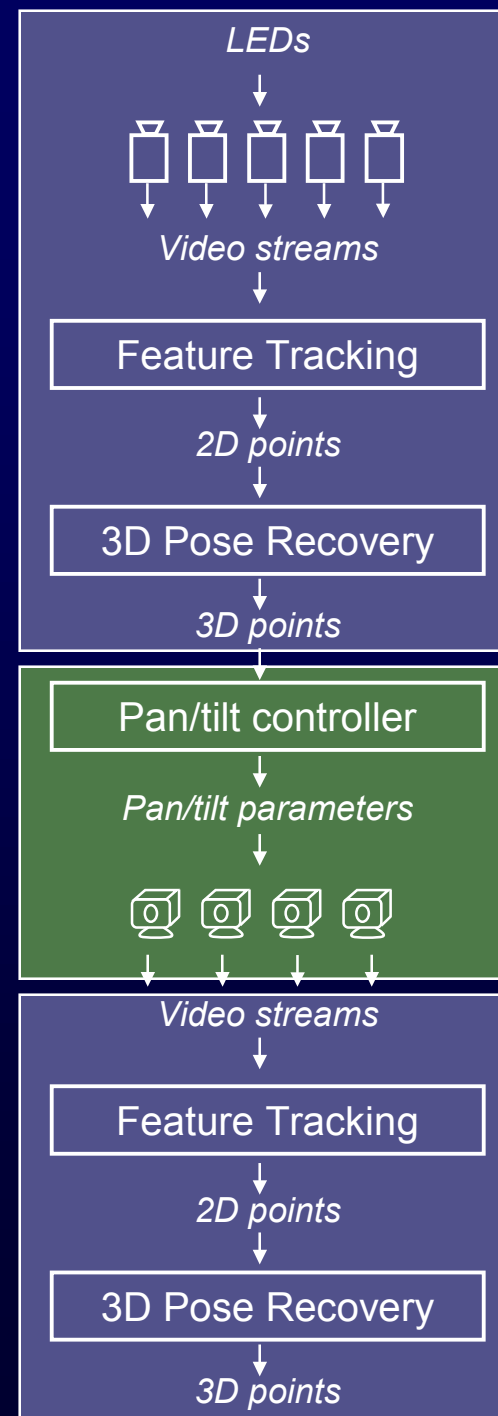 LEDs
Video streams
Feature Tracking
2D points
3D Pose Recovery
3D points
Pan/tilt controller
Pan/tilt parameters
Video streams
Feature Tracking
2D points
3D Pose Recovery
3D points